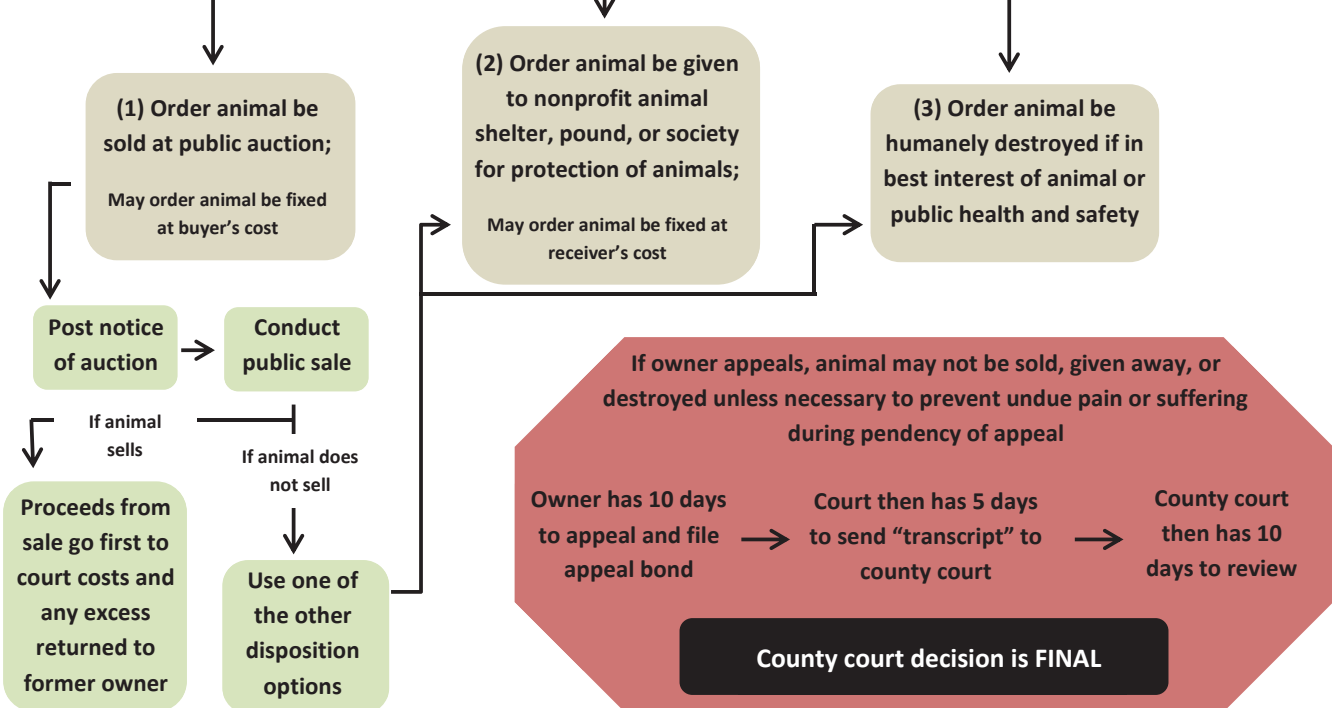 (1) Order animal be
sold at public auction;
May order animal be fixed
at buyer’s cost
(2) Order animal be given
to nonprofit animal
shelter, pound, or society
for protection of animals;
May order animal be fixed at
receiver’s cost
(3) Order animal be
humanely destroyed if in
best interest of animal or
public health and safety
Post notice
of auction
Conduct
public sale
If animal
sells
If animal does
not sell
Proceeds from
sale go first to
court costs and
any excess
returned to
former owner
Use one of
the other
disposition
options
If owner appeals, animal may not be sold, given away, or
destroyed unless necessary to prevent undue pain or suffering
during pendency of appeal
Owner has 10 days
to appeal and file
appeal bond
Court then has 5 days
to send “transcript” to
county court
County court
then has 10
days to review
County court decision is FINAL